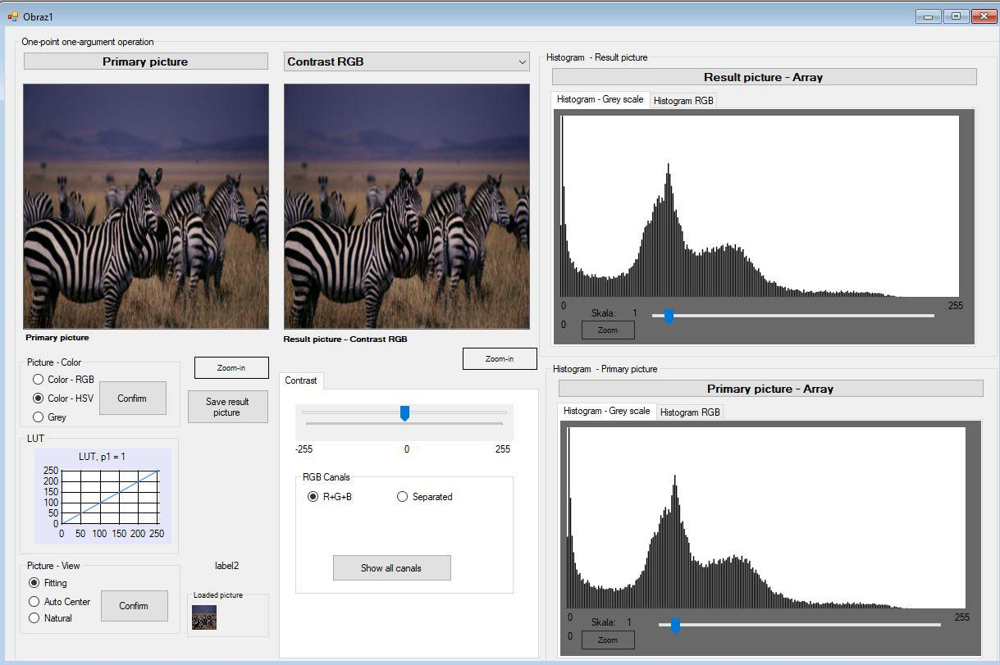 Obraz1
One-point one-argument operation
Primary picture
Contrast RGB
Primary picture
Result picture - Contrast RGB
Picture - Color
Color - RGB
Color - HSV
Grey
Confirm
Zoom-in
Save result
picture
LUT
LUT, p1 = 1
250
200
150
100
50
0
0 50 100 150 200 250
Picture - View
Fitting
Auto Center
Natural
Confirm
label2
Loaded picture
Zoom-in
Contrast
-255 0 255
RGB Canals
R+G+B Separated
Show all canals
Histogram - Result picture
Result picture - Array
Histogram - Grey scale Histogram RGB
0 255
Skala: 1
0
Zoom
Histogram - Primary picture
Primary picture - Array
Histogram - Grey scale Histogram RGB
0 255
Skala: 1
0
Zoom